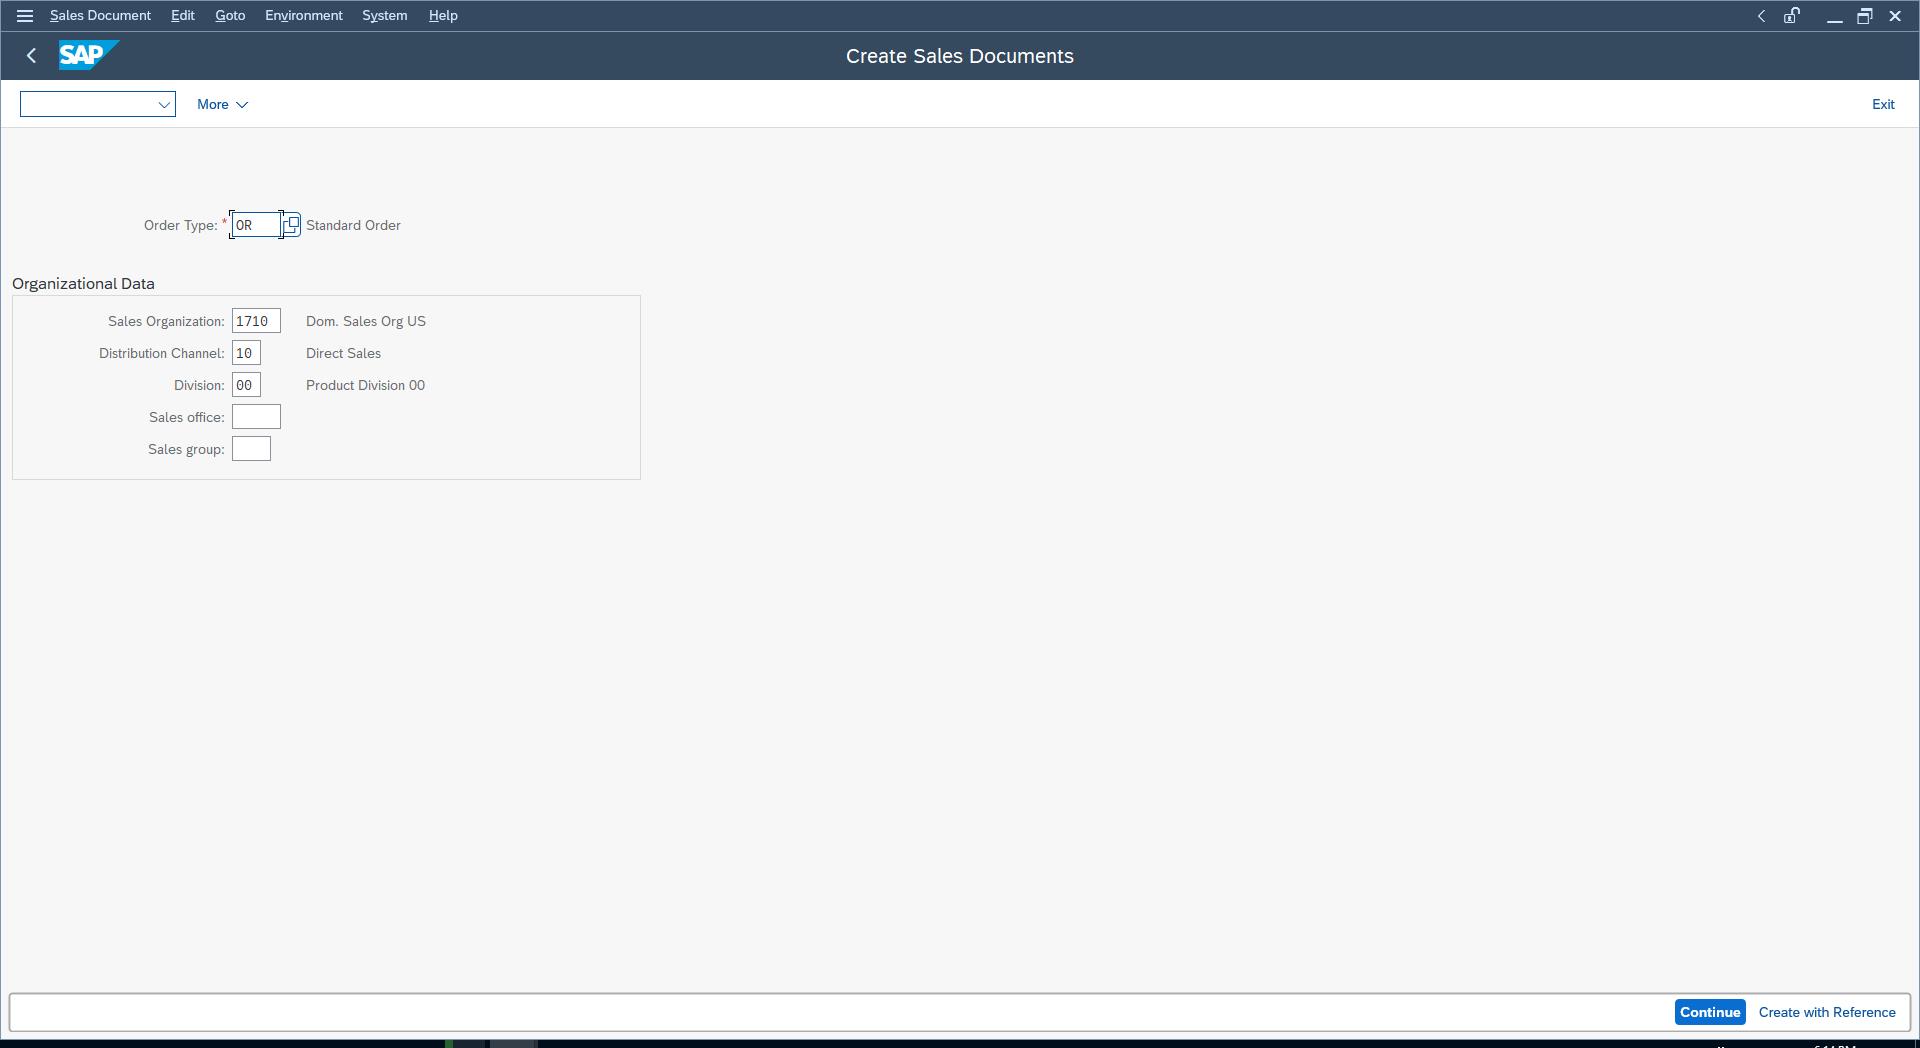 Sales Document Edit Goto Environment System Help
SAP Create Sales Documents
More Exit
Order Type: * OR Standard Order
Organizational Data
Sales Organization: 1710 Dom. Sales Org US
Distribution Channel: 10 Direct Sales
Division: 00 Product Division 00
Sales office:
Sales group:
Continue Create with Reference